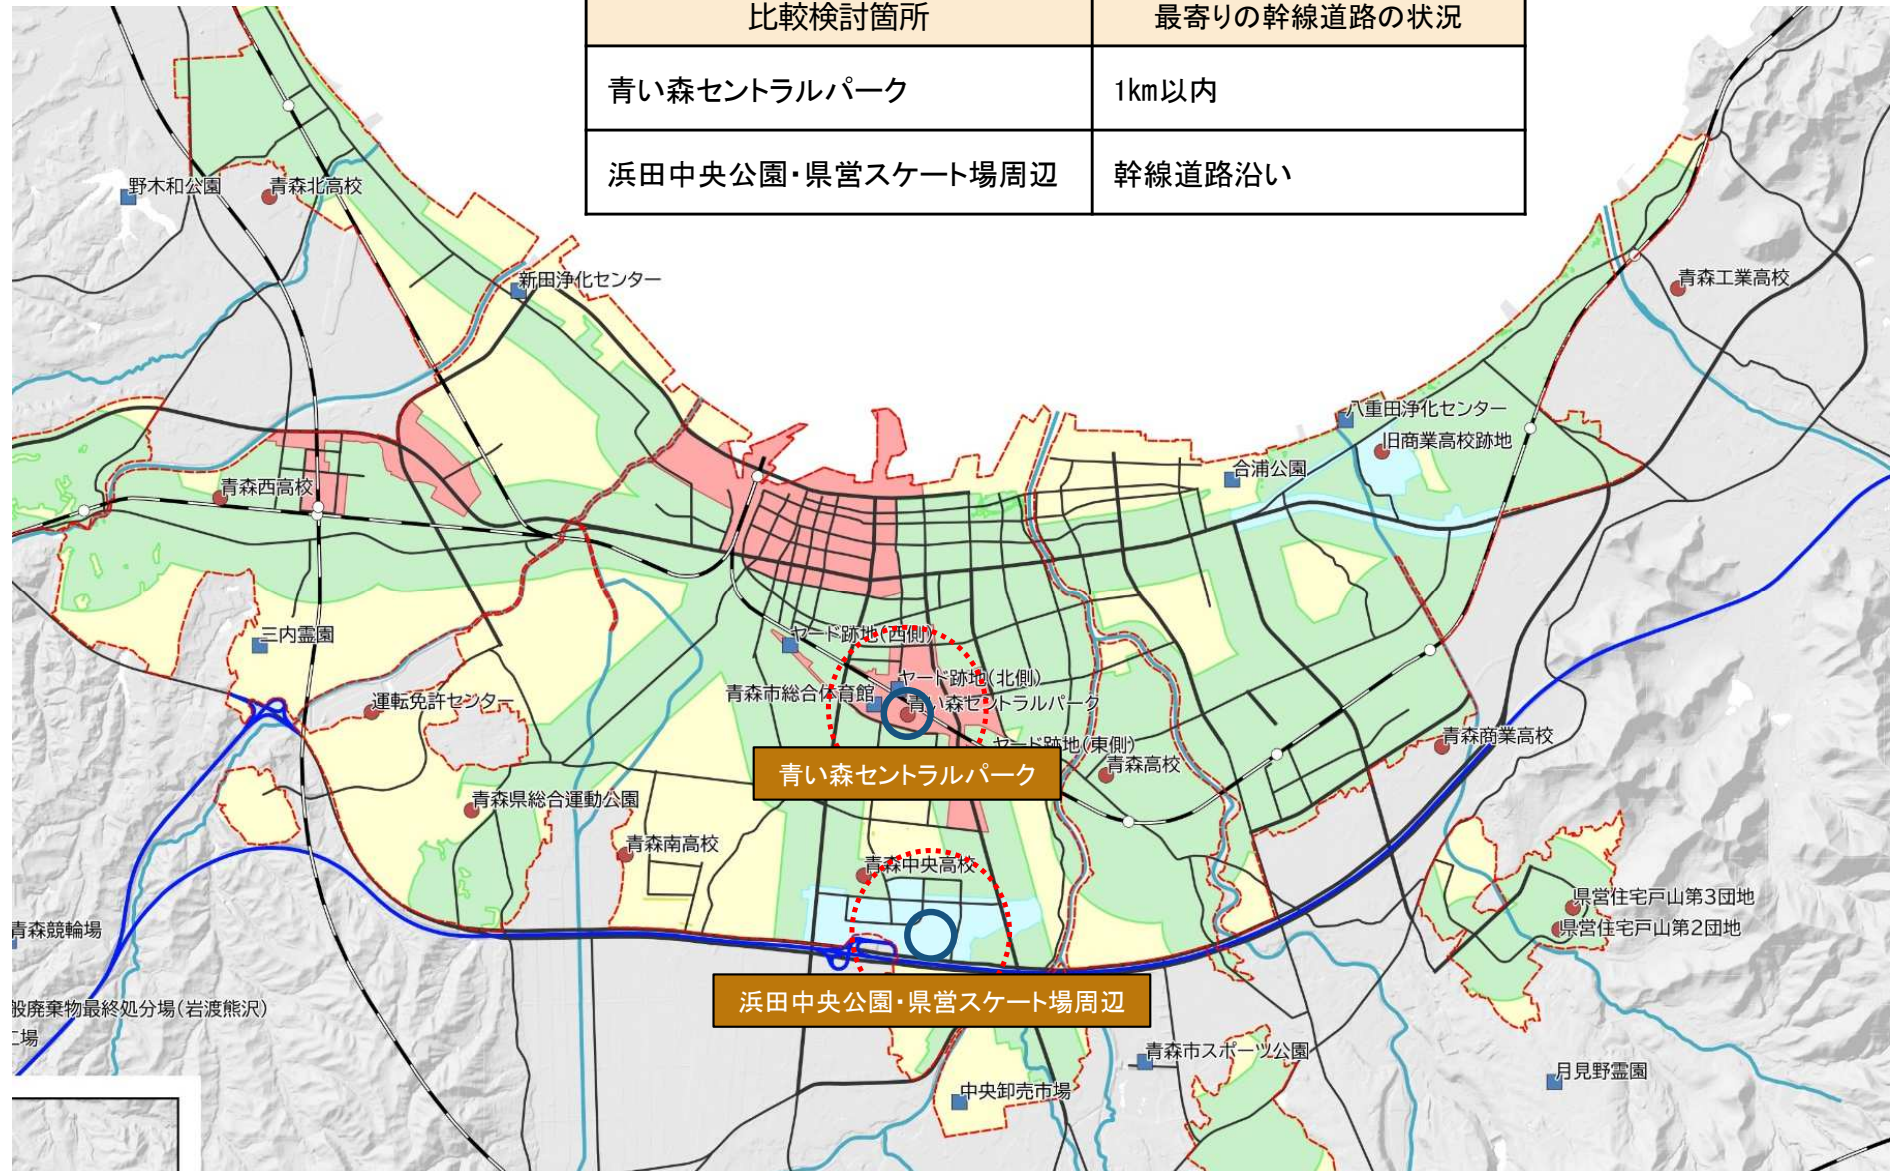 比較検討箇所 最寄りの幹線道路の状況
青い森セントラルパーク 1km以内
浜田中央公園・県営スケート場周辺 幹線道路沿い
野木和公園
青森北高校
新田浄化センター
青森工業高校
八重田浄化センター
旧商業高校跡地
合浦公園
青森西高校
三内霊園
ヤード跡地(西側)
ヤード跡地(北側)
青森市総合体育館
青い森セントラルパーク
運転免許センター
ヤード跡地(東側)
青森高校
青森商業高校
青い森セントラルパーク
青森県総合運動公園
青森南高校
青森中央高校
県営住宅戸山第3団地
県営住宅戸山第2団地
青森競輪場
浜田中央公園・県営スケート場周辺
般廃棄物最終処分場(岩渡熊沢)
工場
青森市スポーツ公園
月見野霊園
中央卸売市場